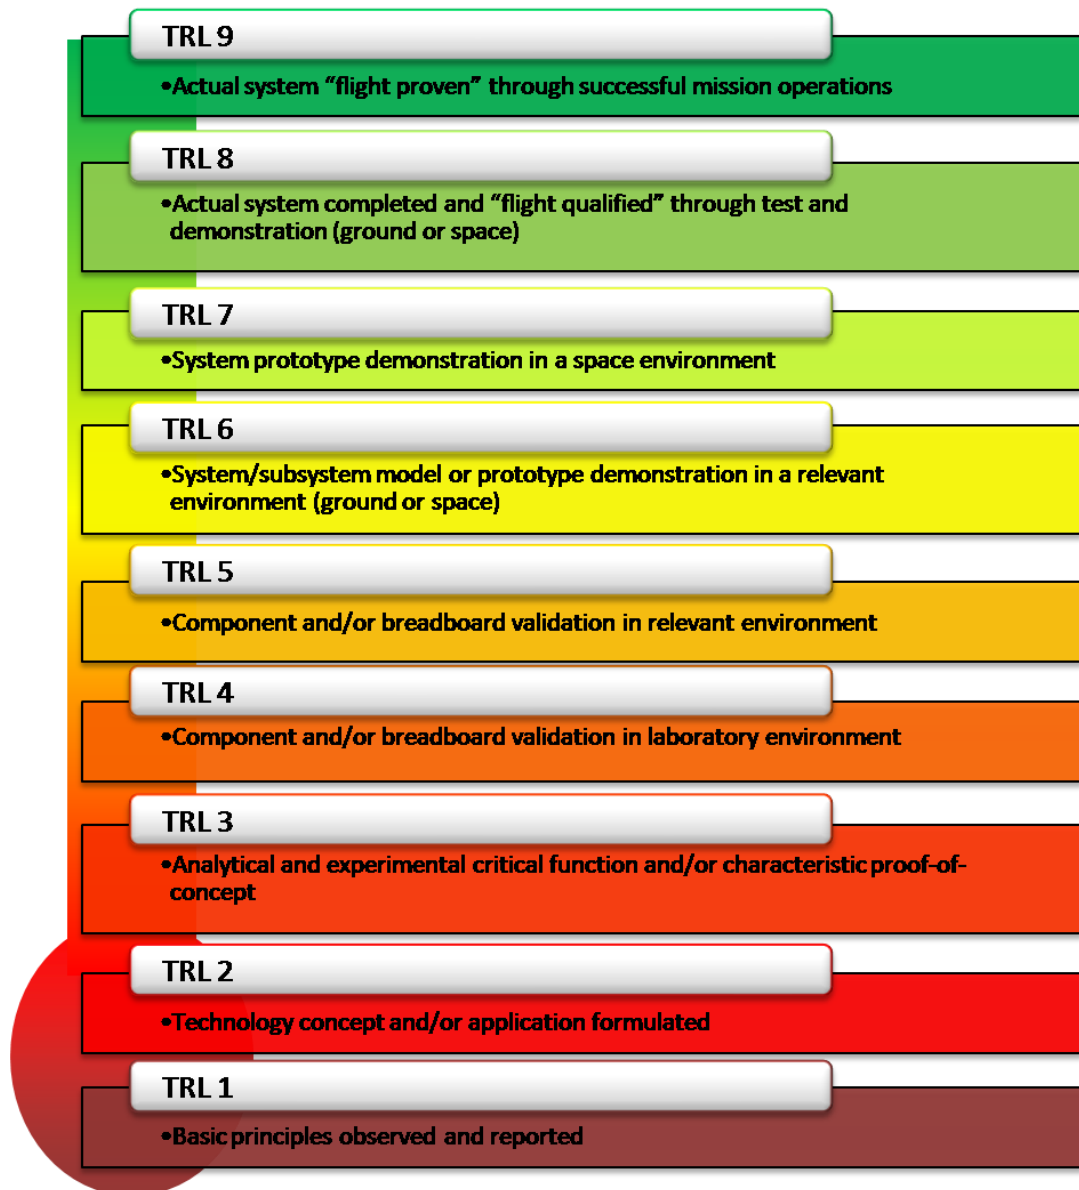 TRL 9
•Actual system “flight proven” through successful mission operations
TRL 8
•Actual system completed and “flight qualified” through test and
demonstration (ground or space)
TRL 7
•System prototype demonstration in a space environment
TRL 6
•System/subsystem model or prototype demonstration in a relevant
environment (ground or space)
TRL 5
•Component and/or breadboard validation in relevant environment
TRL 4
•Component and/or breadboard validation in laboratory environment
TRL 3
•Analytical and experimental critical function and/or characteristic proof-of-
concept
TRL 2
•Technology concept and/or application formulated
TRL 1
•Basic principles observed and reported